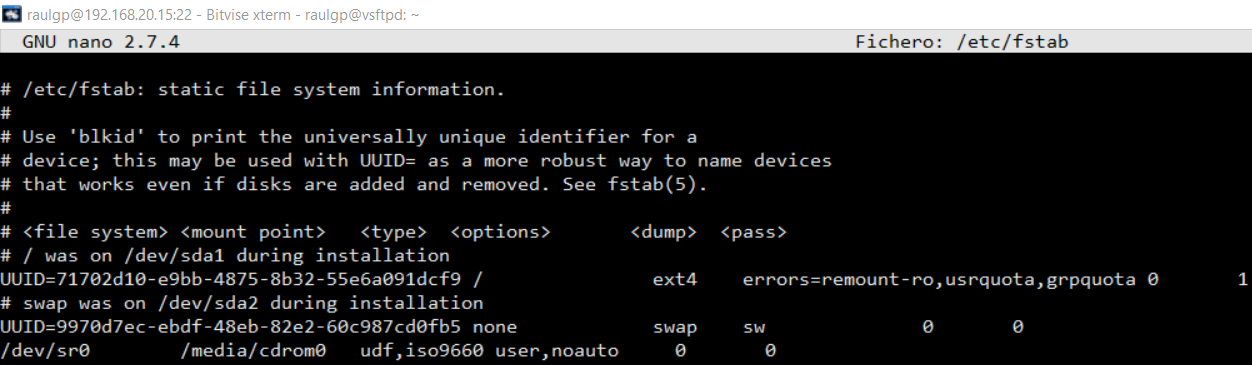 raulgp@192.168.20.15:22 - Bitvise xterm - raulgp@vsftpd: ~
GNU nano 2.7.4 Fichero: /etc/fstab
# /etc/fstab: static file system information.
#
# Use 'blkid' to print the universally unique identifier for a
# device; this may be used with UUID= as a more robust way to name devices
# that works even if disks are added and removed. See fstab(5).
#
# <file system> <mount point>   <type>  <options>       <dump>  <pass>
# / was on /dev/sda1 during installation
UUID=71702d10-e9bb-4875-8b32-55e6a091dcf9 /               ext4    errors=remount-ro,usrquota,grpquota 0       1
# swap was on /dev/sda2 during installation
UUID=9970d7ec-ebdf-48eb-82e2-60c987cd0fb5 none            swap    sw              0       0
/dev/sr0        /media/cdrom0   udf,iso9660 user,noauto     0       0